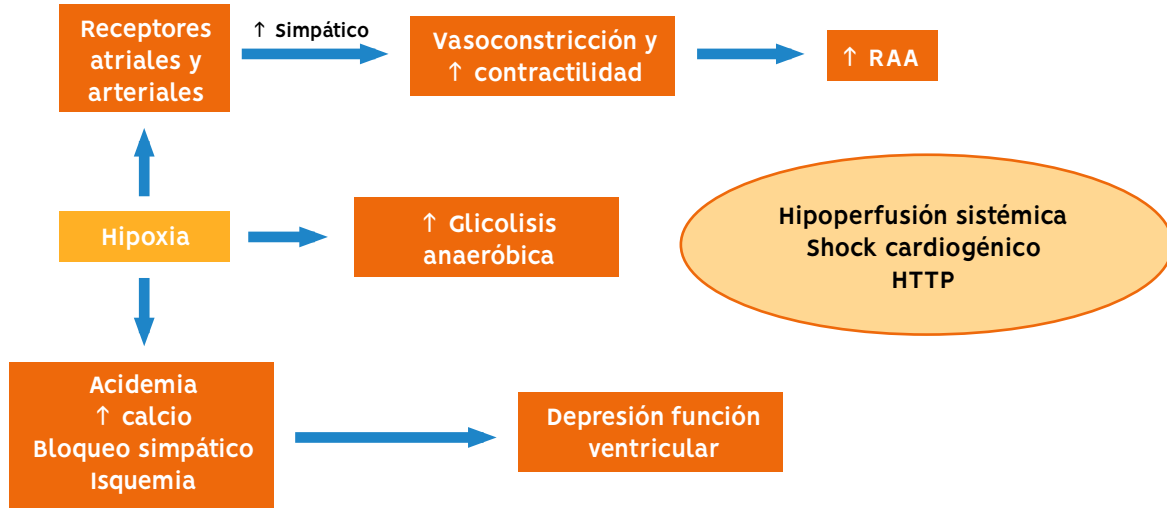 Receptores
atriales y
arteriales
↑ Simpático
Vasoconstricción y
↑ contractilidad
↑ RAA
Hipoxia
↑ Glicolisis
anaeróbica
Hipoperfusión sistémica
Shock cardiogénico
HTTP
Acidemia
↑ calcio
Bloqueo simpático
Isquemia
Depresión función
ventricular